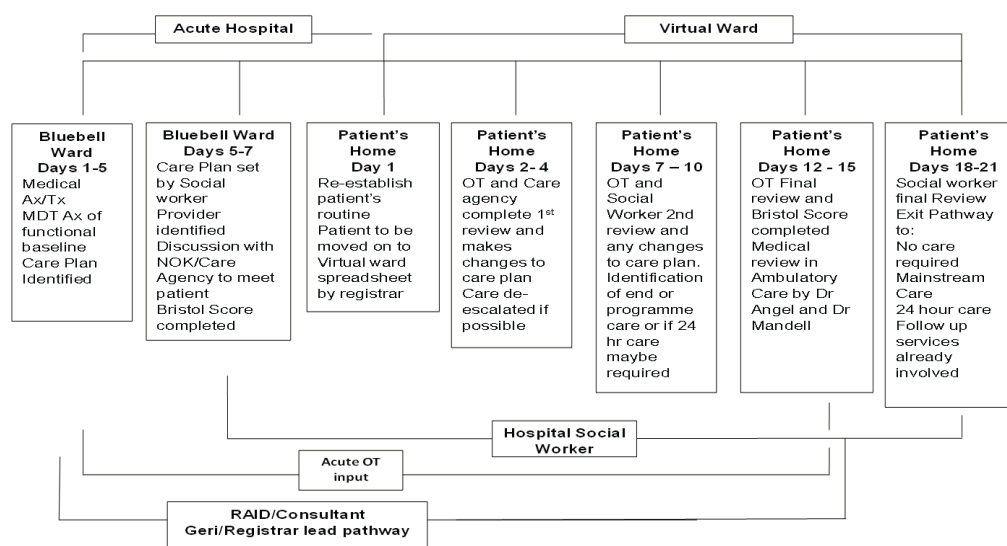 Acute Hospital
Virtual Ward
Bluebell
Ward
Days 1-5
Medical
Ax/Tx
MDT Ax of
functional
baseline
Care Plan
Identified
Bluebell Ward
Days 5-7
Care Plan set
by Social
worker
Provider
identified
Discussion with
NOK/Care
Agency to meet
patient
Bristol Score
completed
Patient's
Home
Day 1
Re-establish
patient's
routine
Patient to be
moved on to
Virtual ward
spreadsheet
by registrar
Patient's
Home
Days 2- 4
OT and Care
agency
complete 1st
review and
makes
changes to
care plan
Care de-
escalated if
possible
Patient's
Home
Days 7 – 10
OT and
Social
Worker 2nd
review and
any changes
to care plan.
Identification
of end or
programme
care or if 24
hr care
maybe
required
Patient's
Home
Days 12 - 15
OT Final
review and
Bristol Score
completed
Medical
review in
Ambulatory
Care by Dr
Angel and Dr
Mandell
Patient's
Home
Days 18-21
Social worker
final Review
Exit Pathway
to:
No care
required
Mainstream
Care
24 hour care
Follow up
services
already
involved
Hospital Social
Worker
Acute OT
input
RAID/Consultant
Geri/Registrar lead pathway